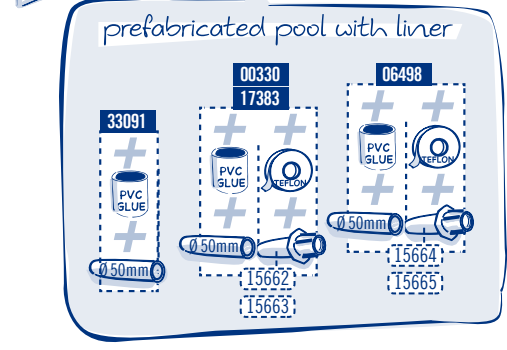 prefabricated pool with liner
33091
PVC
GLUE
Ø 50mm
00330
17383
PVC
GLUE
TEFLON
Ø 50mm
15662
15663
06498
PVC
GLUE
TEFLON
Ø 50mm
15664
15665